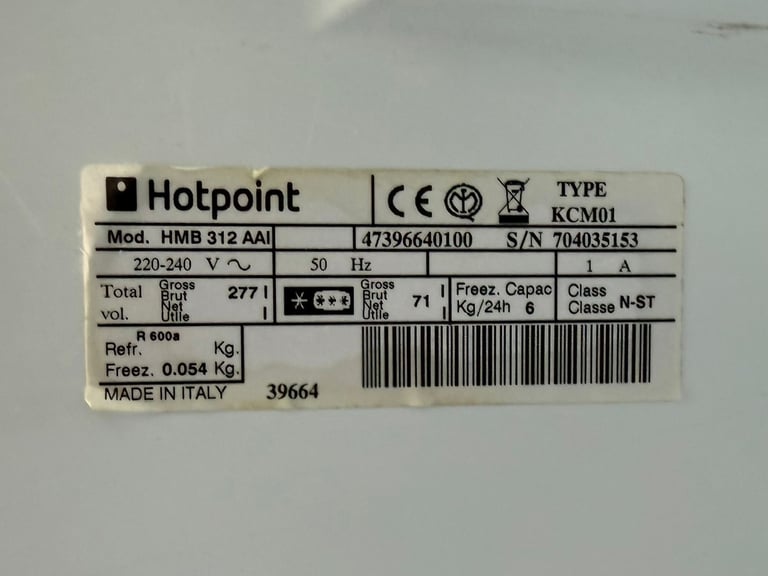 Hotpoint
CE
TYPE
KCM01
Mod. HMB 312 AAI
47396640100 S/N 704035153
220-240 V ~ 50 Hz 1 A
Total vol. Gross Brut Net Utile 277 l l
Gross Brut Net Utile 71 l l
Freez. Capac Kg/24h 6
Class Classe N-ST
R 600a
Refr. Kg.
Freez. 0.054 Kg.
MADE IN ITALY 39664